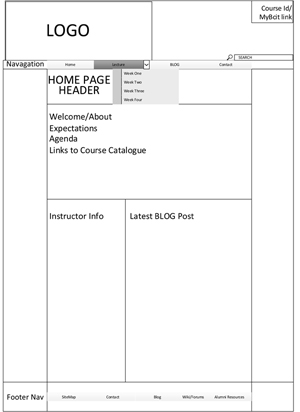 LOGO
Course Id/
MyBcit link
SEARCH
Navagation
Home
Lecture
BLOG
Contact
HOME PAGE
HEADER
Week One
Week Two
Week Three
Week Four
Welcome/About
Expectations
Agenda
Links to Course Catalogue
Instructor Info
Latest BLOG Post
Footer Nav
SiteMap
Contact
Blog
Wiki/Forums
Alumni Resources